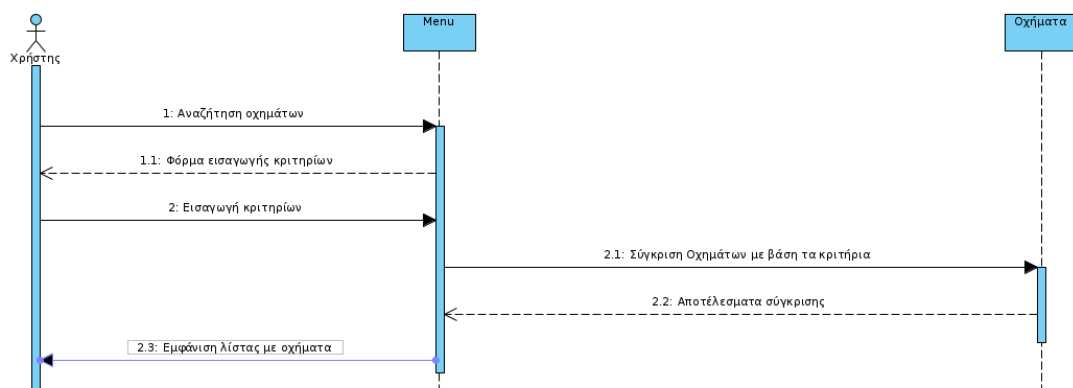 Menu
Οχήματα
Χρήστης
1: Αναζήτηση οχημάτων
1.1: Φόρμα εισαγωγής κριτηρίων
2: Εισαγωγή κριτηρίων
2.1: Σύγκριση Οχημάτων με βάση τα κριτήρια
2.2: Αποτέλεσματα σύγκρισης
2.3: Εμφάνιση λίστας με οχήματα